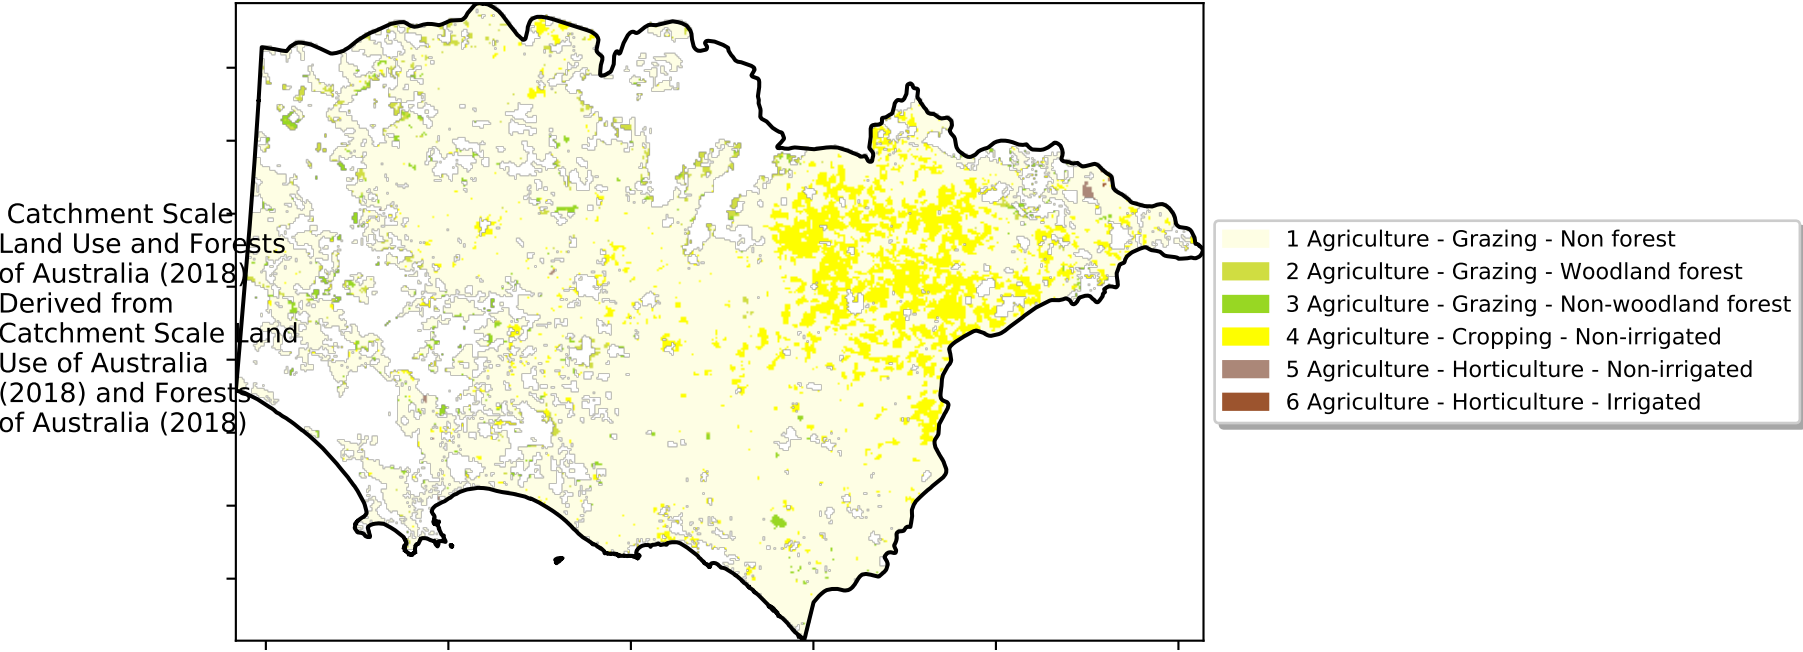 Catchment Scale
Land Use and Forests
of Australia (2018)
Derived from
Catchment Scale Land
Use of Australia
(2018) and Forests
of Australia (2018)
1 Agriculture - Grazing - Non forest
2 Agriculture - Grazing - Woodland forest
3 Agriculture - Grazing - Non-woodland forest
4 Agriculture - Cropping - Non-irrigated
5 Agriculture - Horticulture - Non-irrigated
6 Agriculture - Horticulture - Irrigated